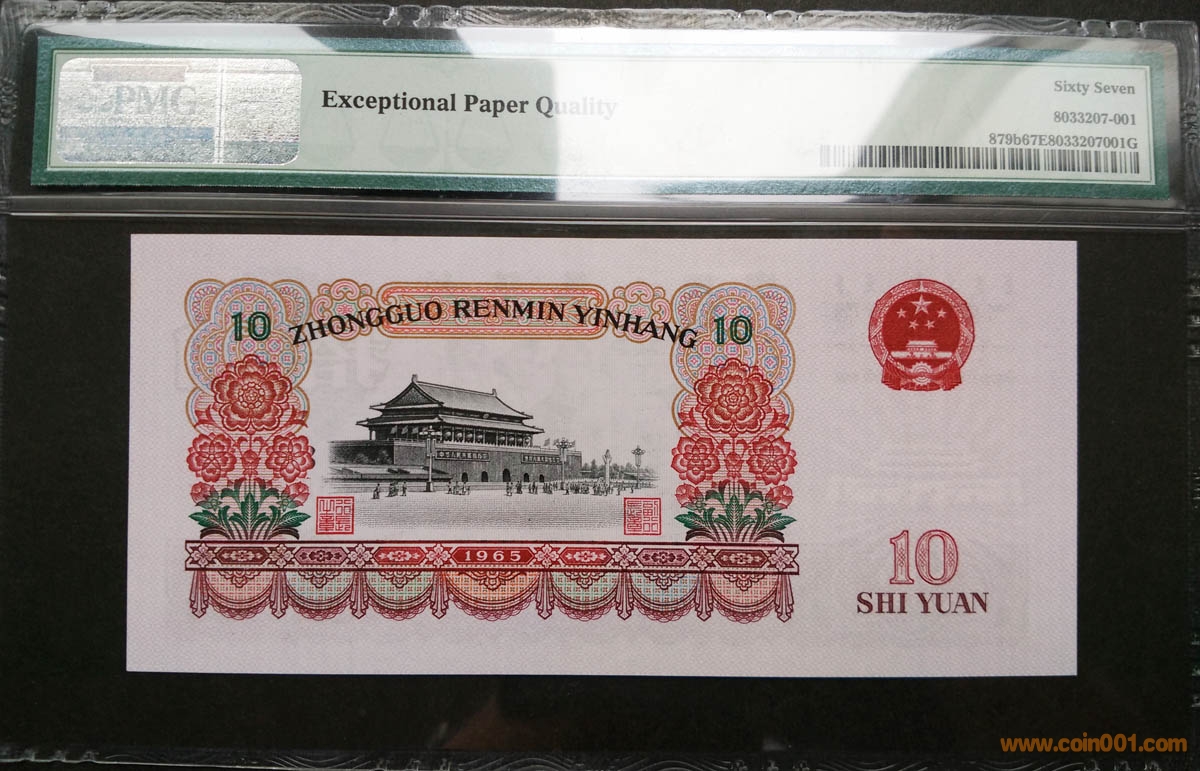 PMG
NUMISMATIC
Exceptional Paper Quality
Sixty Seven
8033207-001
879b67E8033207001G
10 ZHONGGUO RENMIN YINHANG 10
1965
10
SHI YUAN
www.coin001.com